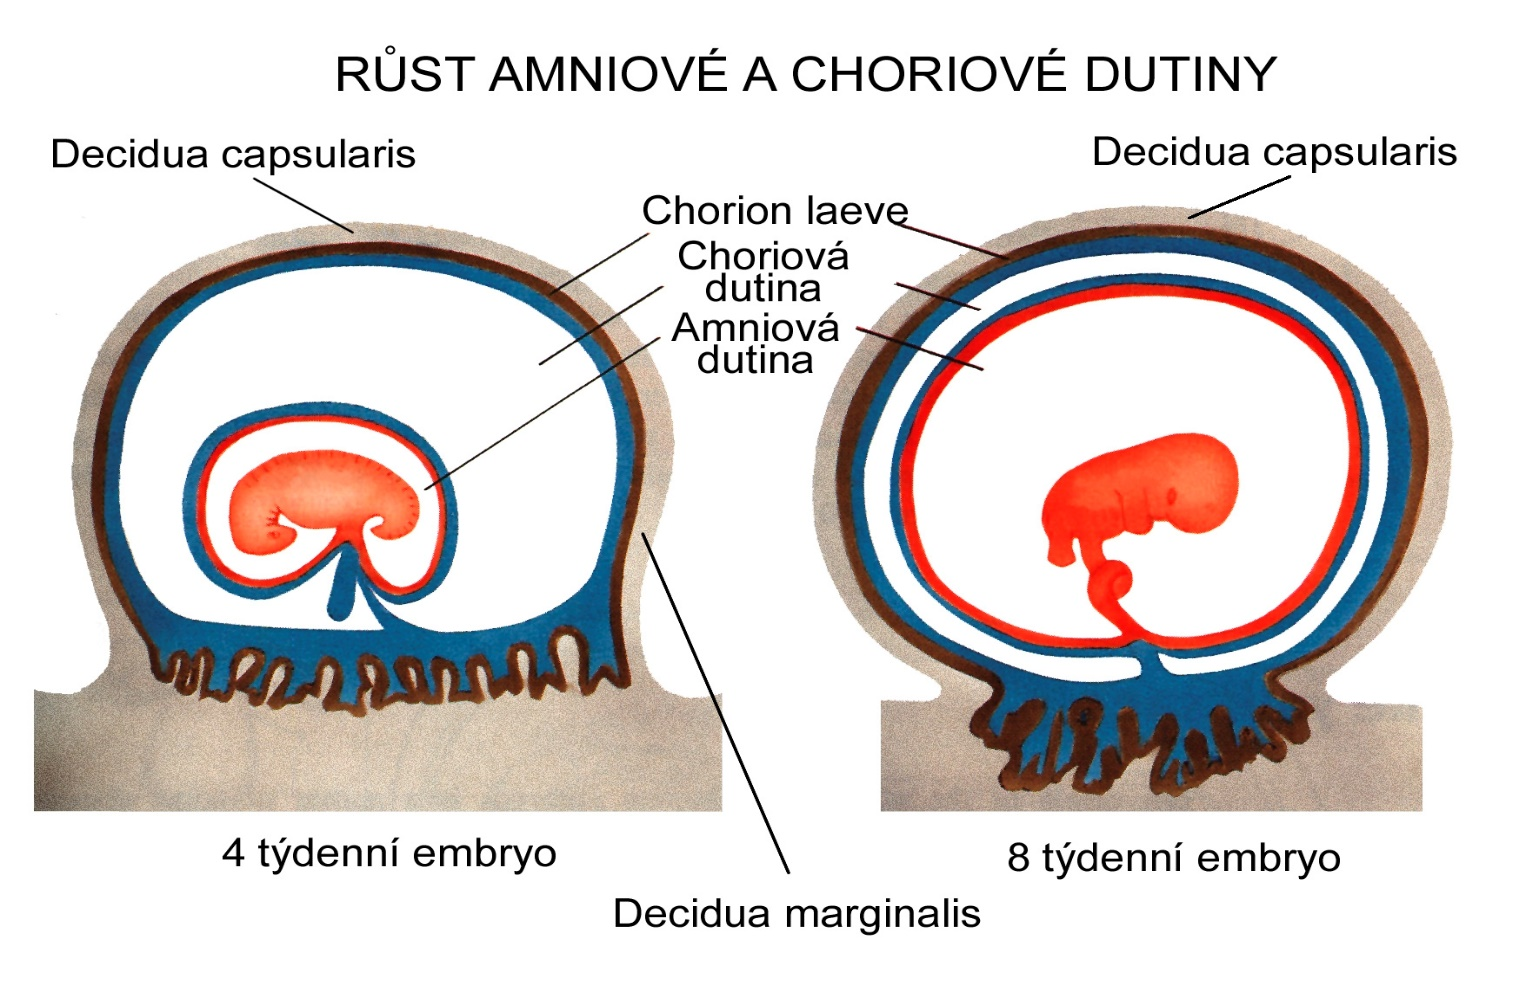 RŮST AMNIOVÉ A CHORIOVÉ DUTINY
Decidua capsularis
Decidua capsularis
Chorion laeve
Choriová
dutina
Amniová
dutina
4 týdenní embryo
8 týdenní embryo
Decidua marginalis